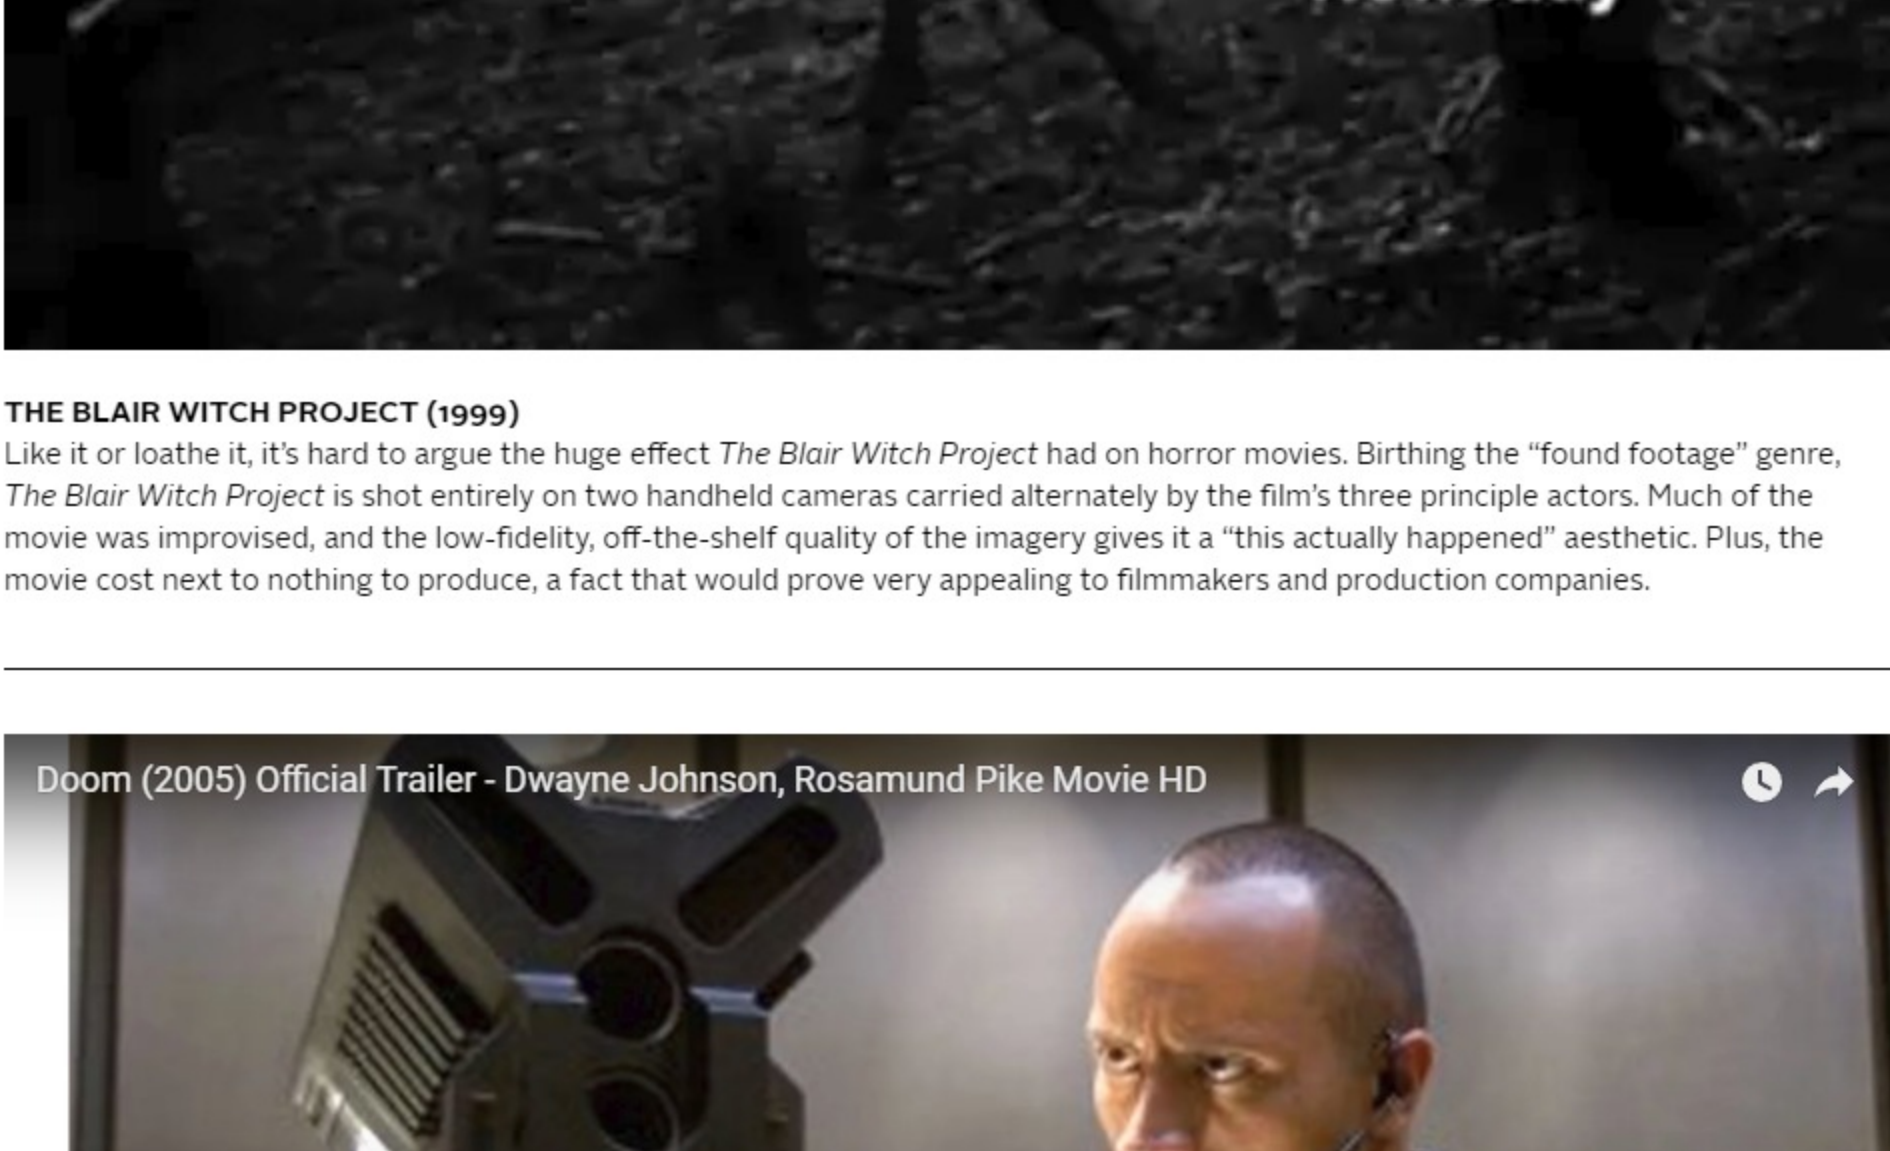 THE BLAIR WITCH PROJECT (1999)
Like it or loathe it, it’s hard to argue the huge effect The Blair Witch Project had on horror movies. Birthing the “found footage” genre,
The Blair Witch Project is shot entirely on two handheld cameras carried alternately by the film’s three principle actors. Much of the
movie was improvised, and the low-fidelity, off-the-shelf quality of the imagery gives it a “this actually happened” aesthetic. Plus, the
movie cost next to nothing to produce, a fact that would prove very appealing to filmmakers and production companies.
Doom (2005) Official Trailer - Dwayne Johnson, Rosamund Pike Movie HD